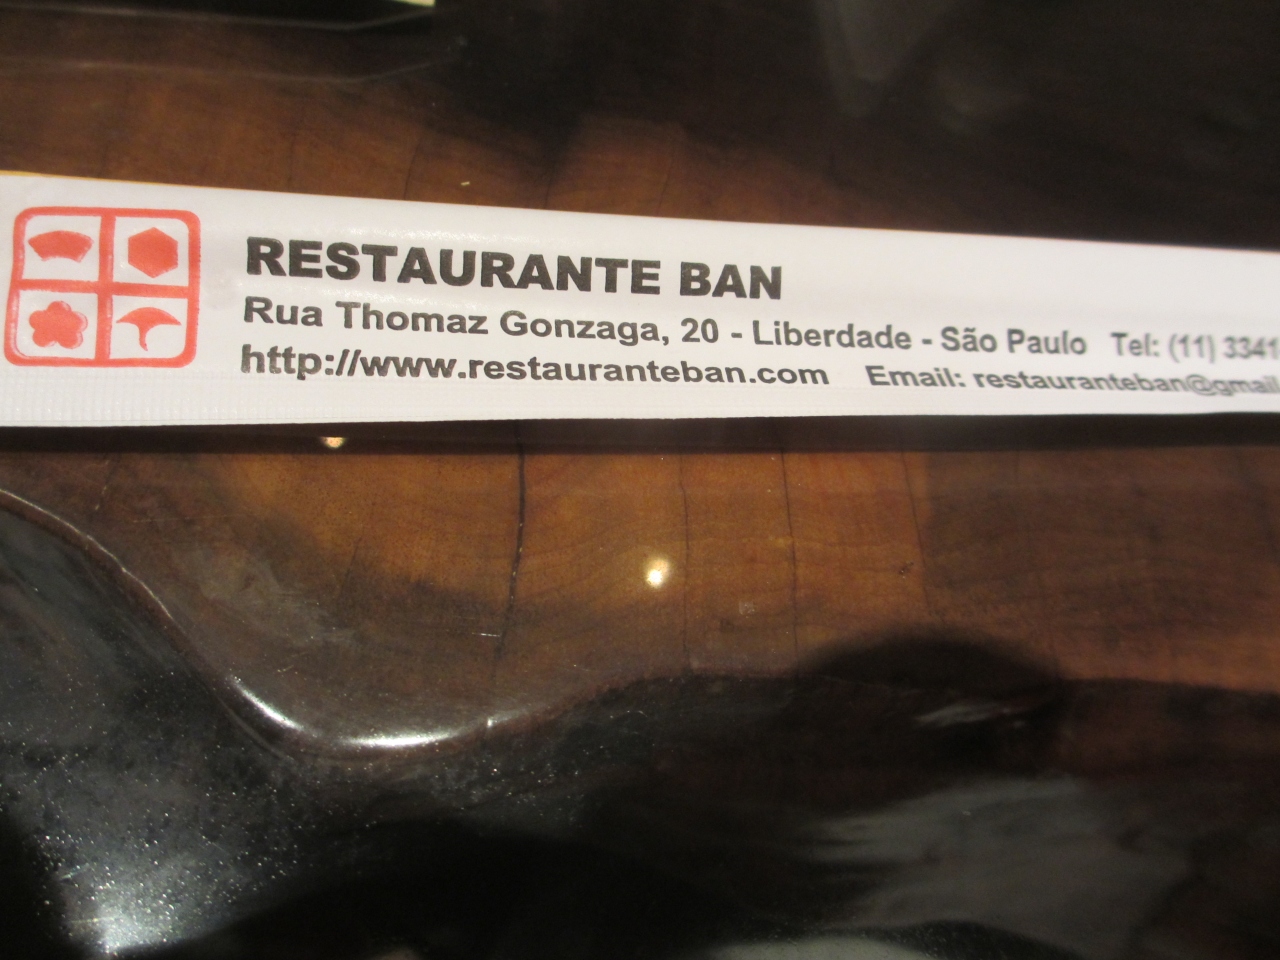 RESTAURANTE BAN
Rua Thomaz Gonzaga, 20 - Liberdade - São Paulo Tel: (11) 3341
http://www.restauranteban.com Email: restauranteban@gmail